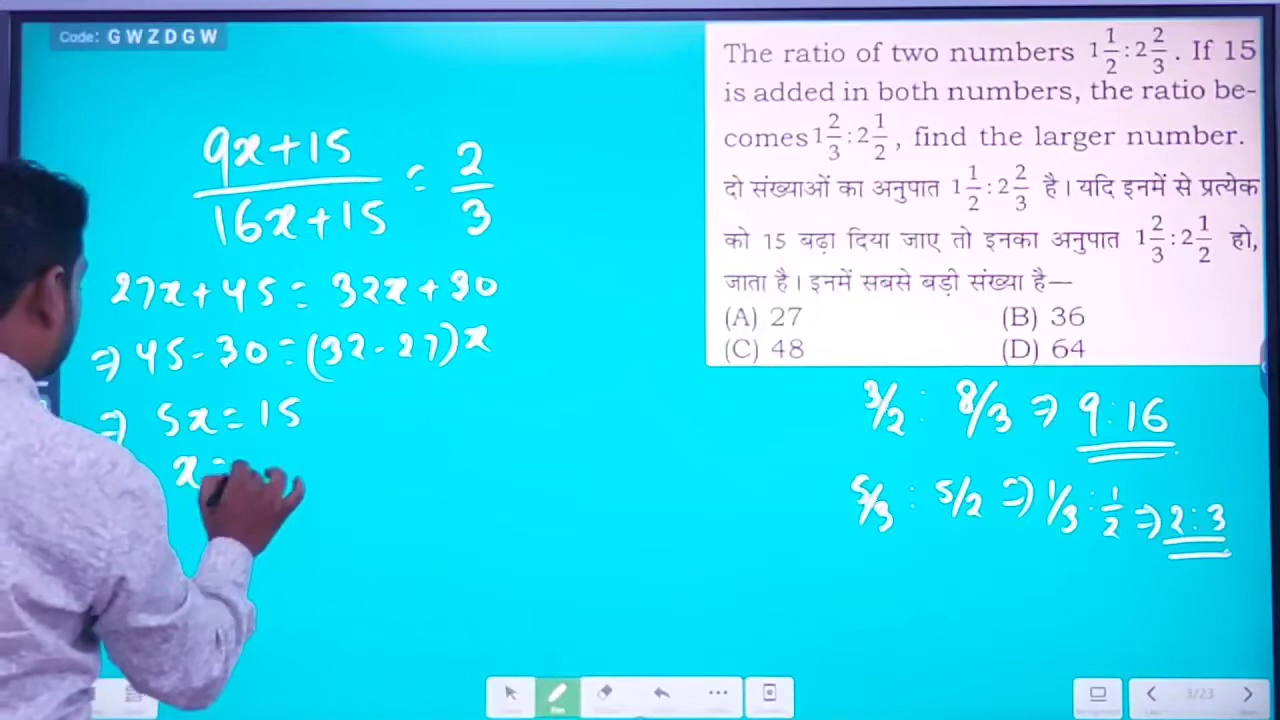 Code: G W Z D G W
The ratio of two numbers 1 1/2 : 2 2/3 . If 15
is added in both numbers, the ratio be-
comes 1 2/3 : 2 1/2 , find the larger number.
दो संख्याओं का अनुपात 1 1/2 : 2 2/3 है। यदि इनमें से प्रत्येक
को 15 बढ़ा दिया जाए तो इनका अनुपात 1 2/3 : 2 1/2 हो,
जाता है। इनमें सबसे बड़ी संख्या है—
(A) 27 (B) 36
(C) 48 (D) 64
9x+15 / 16x+15 = 2/3
27x+45 = 32x+30
⇒ 45-30 = (32-27)x
⇒ 5x = 15
x =
3/2 : 8/3 ⇒ 9:16
5/3 : 5/2 ⇒ 1/3 : 1/2 ⇒ 2:3
3/23